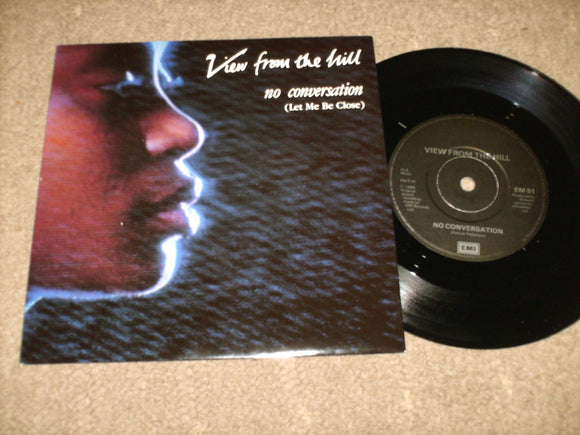 View from the hill
no conversation
(Let Me Be Close)
VIEW FROM THE HILL
EM 51
NO CONVERSATION
EMI